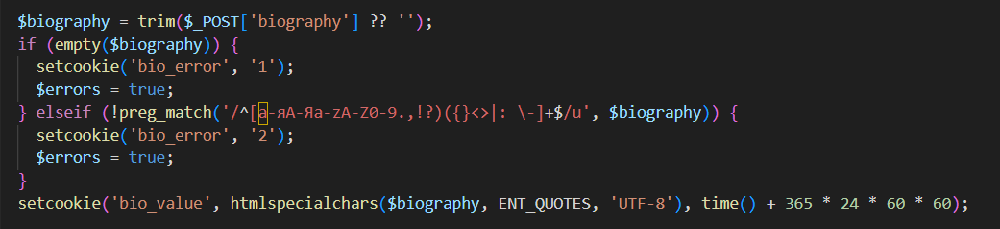 $biography = trim($_POST['biography'] ?? '');
if (empty($biography)) {
  setcookie('bio_error', '1');
  $errors = true;
} elseif (!preg_match('/^[а-яА-Яa-zA-Z0-9.,!?)({}<>|: \-]+$/u', $biography)) {
  setcookie('bio_error', '2');
  $errors = true;
}
setcookie('bio_value', htmlspecialchars($biography, ENT_QUOTES, 'UTF-8'), time() + 365 * 24 * 60 * 60);